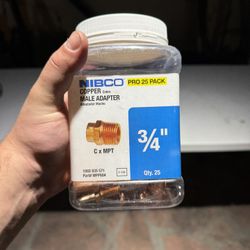 NIBCO PRO 25 PACK
COPPER
MALE ADAPTER
C x MPT
3/4"
Qty. 25